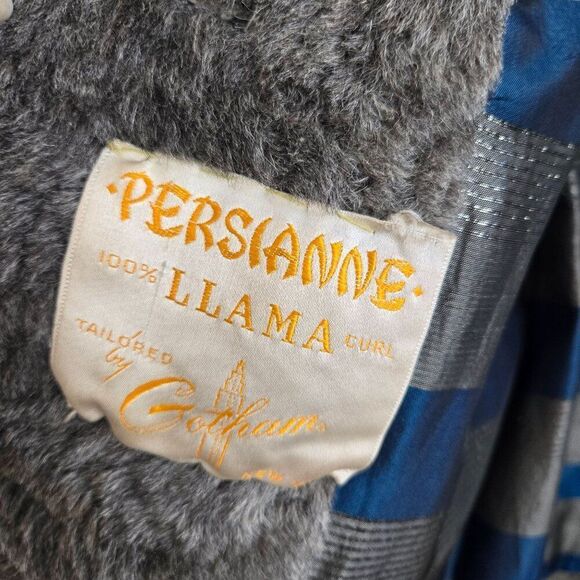 ·PERSIANNE·
100% LLAMA CURL
TAILORED
by
Gotham